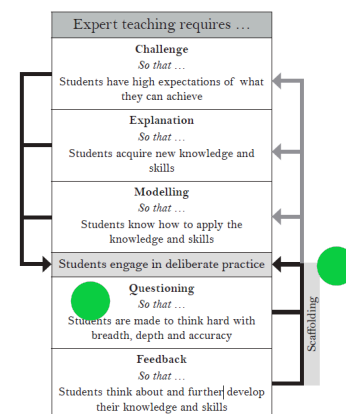 Expert teaching requires …
Challenge
So that …
Students have high expectations of what
they can achieve
Explanation
So that …
Students acquire new knowledge and
skills
Modelling
So that …
Students know how to apply the
knowledge and skills
Students engage in deliberate practice
Questioning
So that …
Students are made to think hard with
breadth, depth and accuracy
Feedback
So that …
Students think about and further develop
their knowledge and skills
Scaffolding